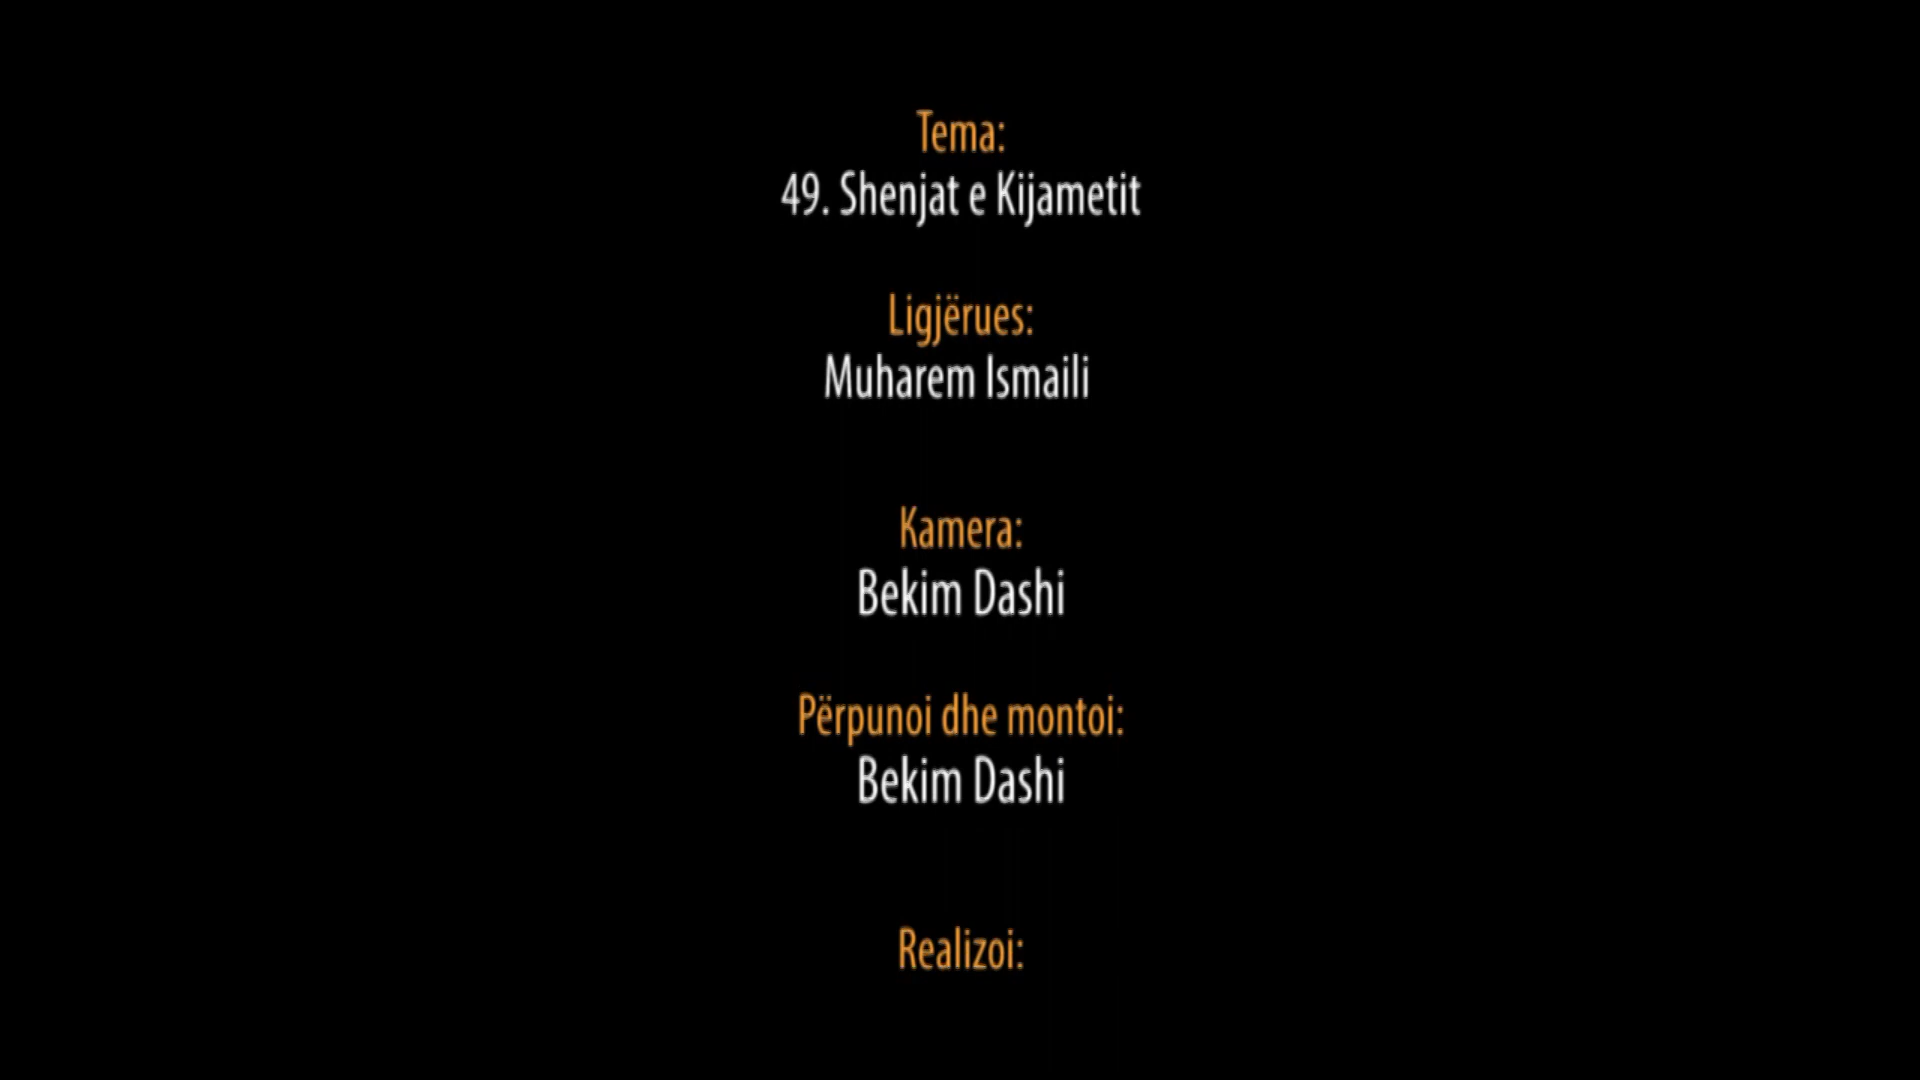 Tema:
49. Shenjat e Kijametit
Ligjërues:
Muharem Ismaili
Kamera:
Bekim Dashi
Përpunoi dhe montoi:
Bekim Dashi
Realizoi: